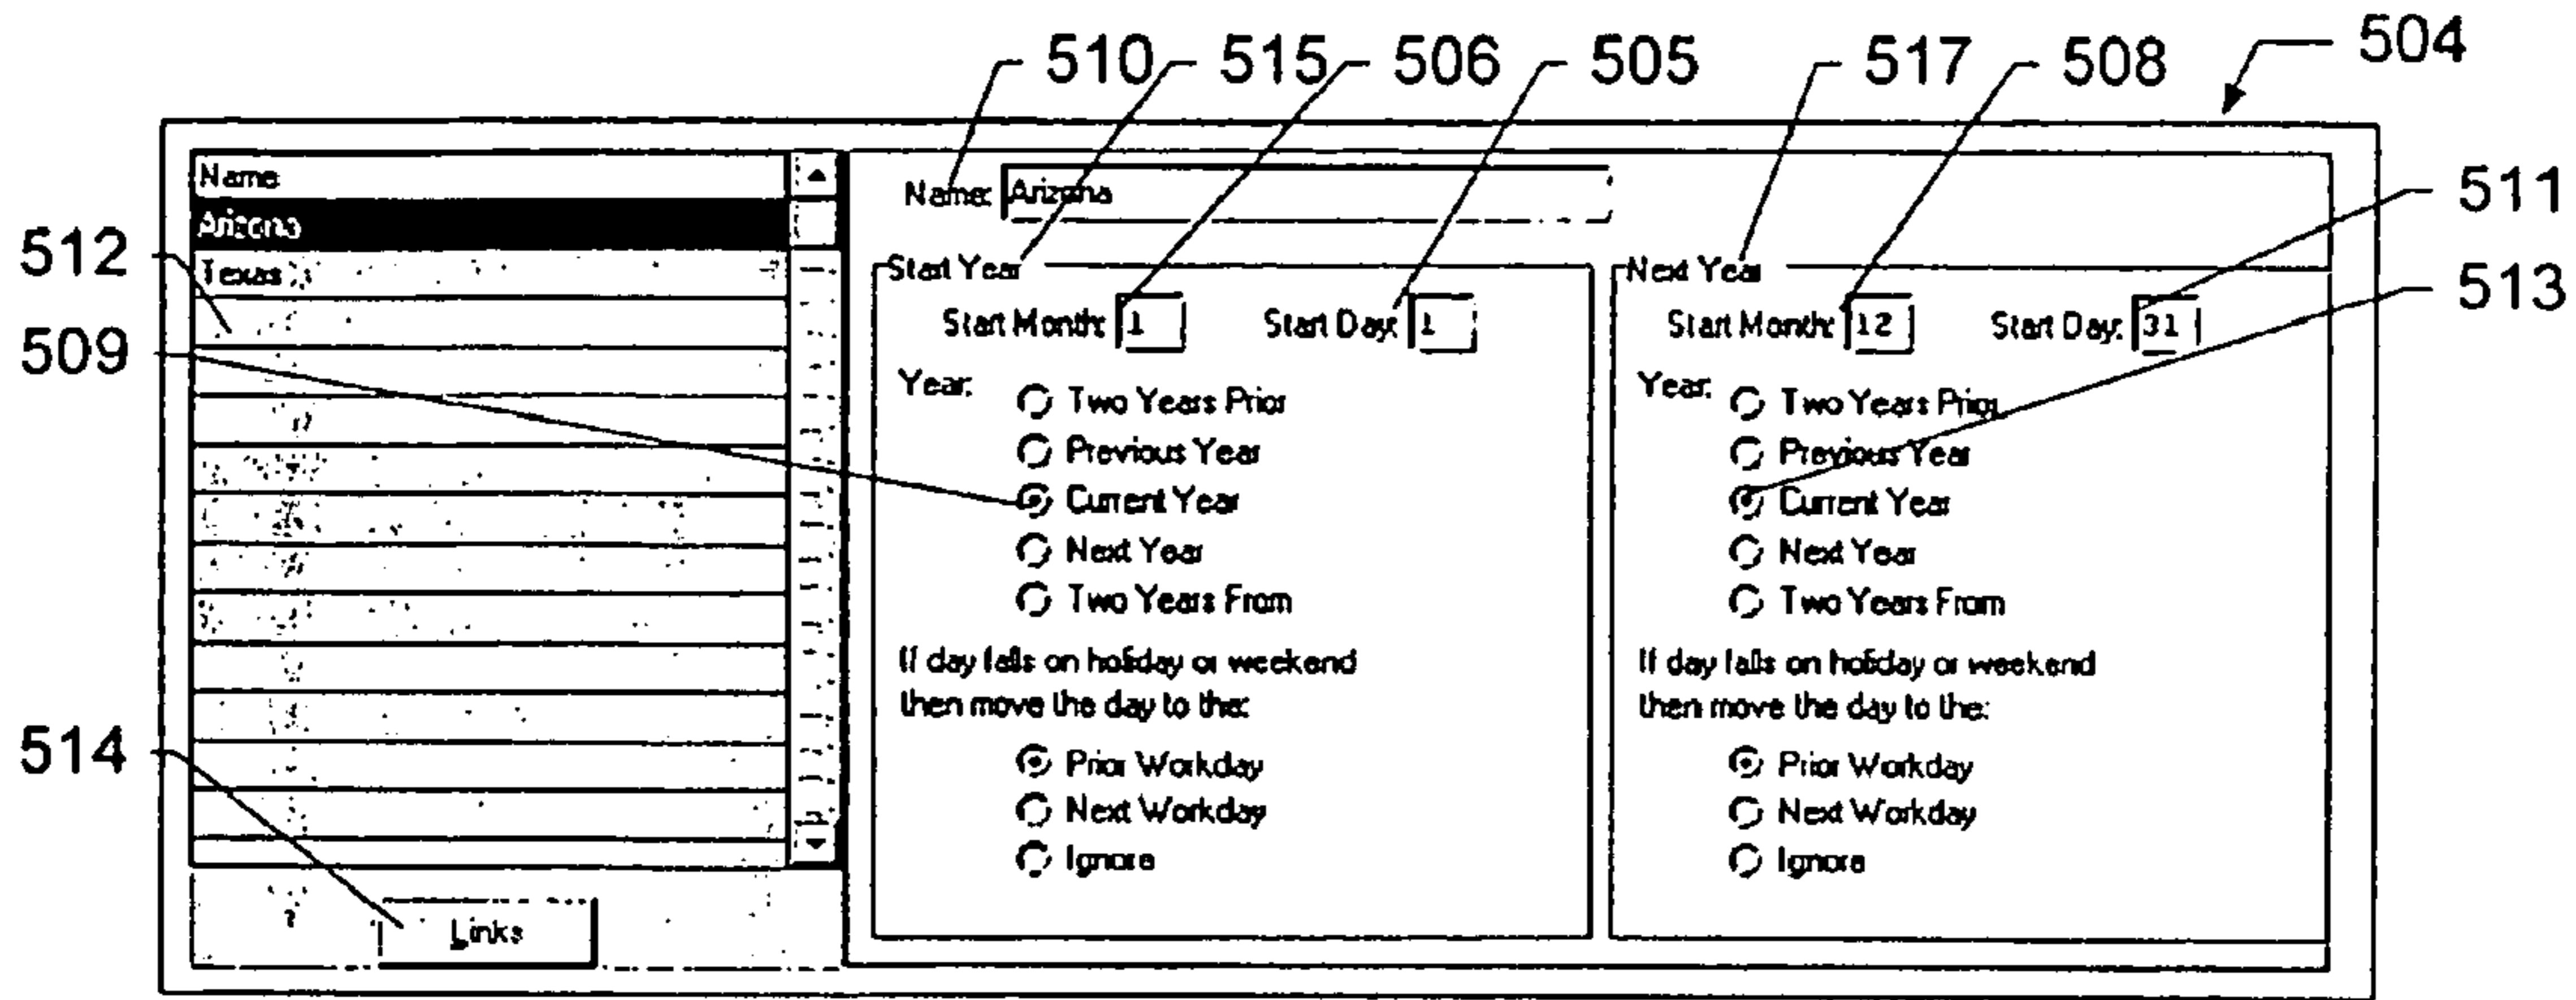 510 515 506 505 517 508 504
Name
Name: Arizona
511
Arizona
512
Texas
Start Year
Next Year
513
509
Start Month: 1 Start Day: 1
Start Month: 12 Start Day: 31
Year:
Two Years Prior
Previous Year
Current Year
Next Year
Two Years From
If day falls on holiday or weekend
then move the day to the:
Prior Workday
Next Workday
Ignore
Year:
Two Years Prior
Previous Year
Current Year
Next Year
Two Years From
If day falls on holiday or weekend
then move the day to the:
Prior Workday
Next Workday
Ignore
514
Links